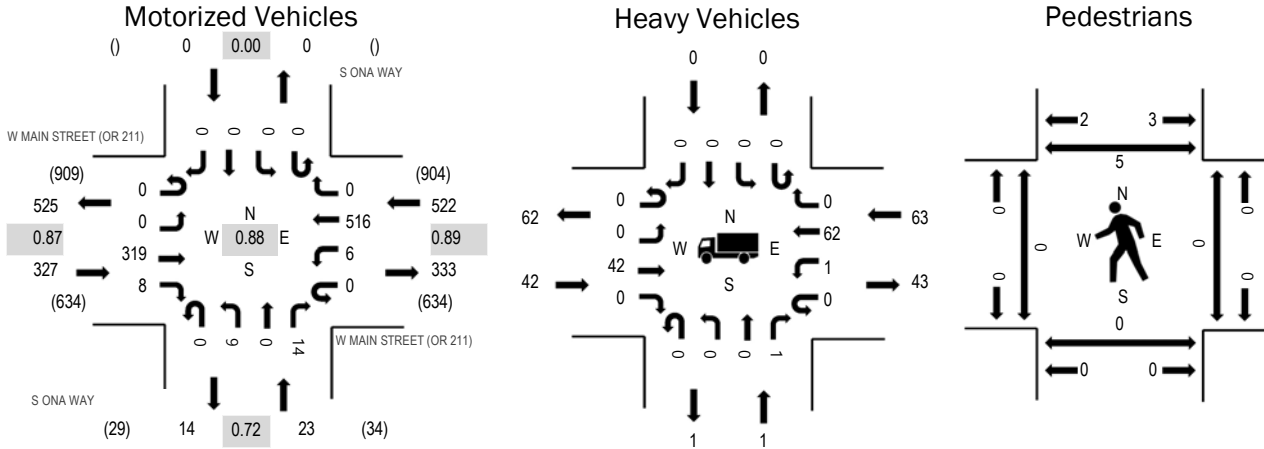 Motorized Vehicles
() 0 0.00 0 ()
S ONA WAY
W MAIN STREET (OR 211)
0 0 0 0
(909) (904)
0 0
525 522
0 N 516
0.87 W 0.88 E 0.89
319 6
327 S 333
8 0
(634) (634)
0 9 0 14
W MAIN STREET (OR 211)
S ONA WAY
(29) 14 0.72 23 (34)
Heavy Vehicles
0 0
0 0 0 0
0 0
62 N 63
0 62
W E
42 1
42 S 43
0 0
0 0 0 1
1 1
Pedestrians
2 3
5
N
0 0
0 W E 0
0 0
S
0
0 0